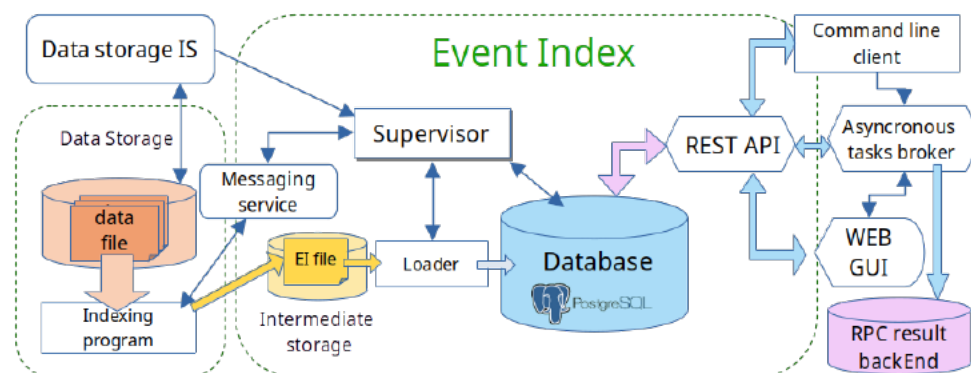 Data storage IS
Event Index
Command line
client
Data Storage
Supervisor
REST API
Asyncronous
tasks broker
Messaging
service
data
file
EI file
Loader
Database
PostgreSQL
WEB
GUI
Indexing
program
Intermediate
storage
RPC result
backEnd